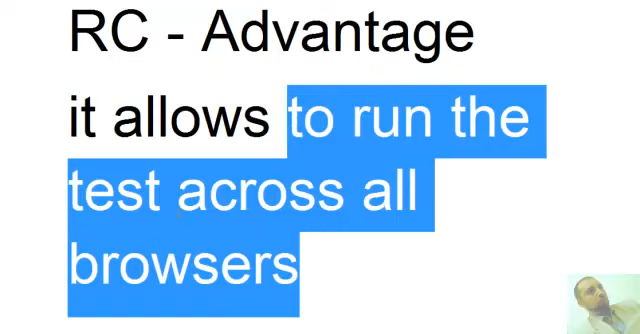 RC - Advantage
it allows to run the
test across all
browsers